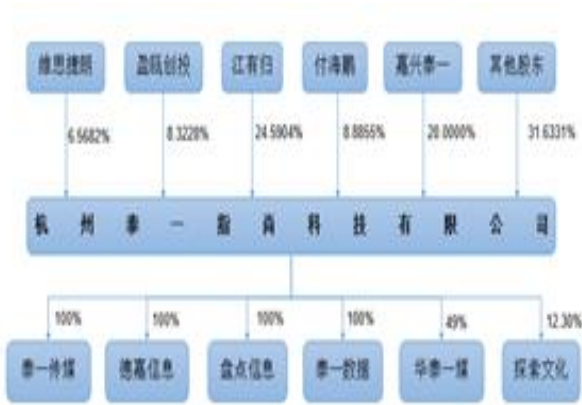 维思捷朗 盈瓯创投 江有归 付海鹏 嘉兴泰一 其他股东
6.5682% 8.3228% 24.5904% 8.8855% 20.0000% 31.6331%
杭州泰一指尚科技有限公司
100% 100% 100% 100% 49% 12.30%
泰一传媒 德嘉信息 盘点信息 泰一数据 华泰一媒 探索文化